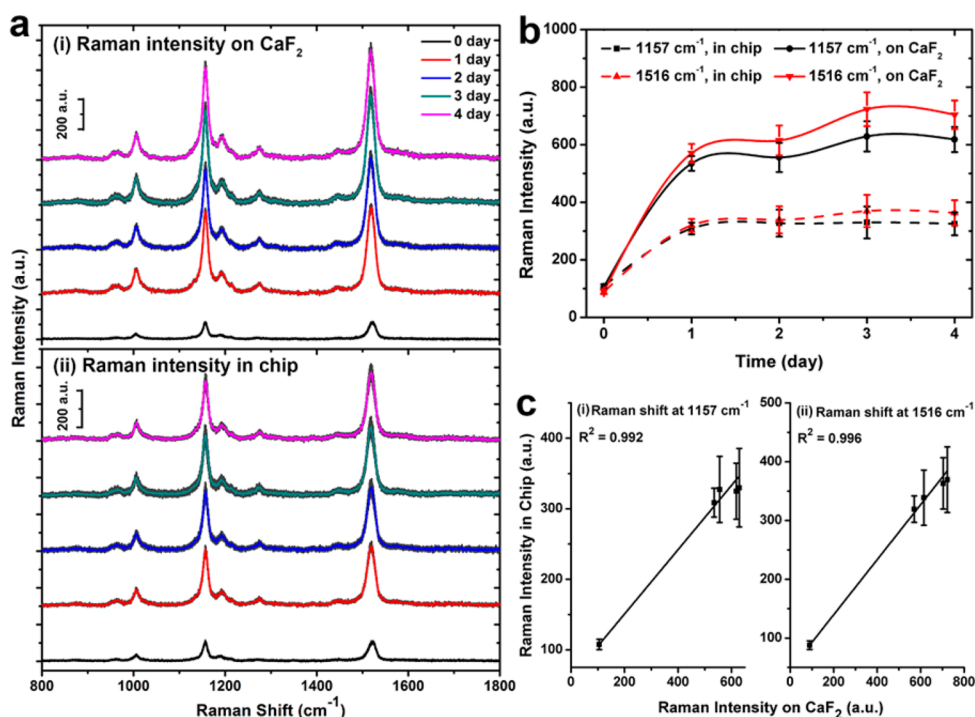 a
(i) Raman intensity on CaF2
0 day
1 day
2 day
3 day
4 day
200 a.u.
(ii) Raman intensity in chip
200 a.u.
Raman Intensity (a.u.)
800 1000 1200 1400 1600 1800
Raman Shift (cm-1)
b
1000
800
600
400
200
0
Raman Intensity (a.u.)
1157 cm-1, in chip
1157 cm-1, on CaF2
1516 cm-1, in chip
1516 cm-1, on CaF2
0 1 2 3 4
Time (day)
c
(i) Raman shift at 1157 cm-1
R2 = 0.992
400
300
200
100
Raman Intensity in Chip (a.u.)
0 200 400 600
(ii) Raman shift at 1516 cm-1
R2 = 0.996
500
400
300
200
100
0 200 400 600 800
Raman Intensity on CaF2 (a.u.)